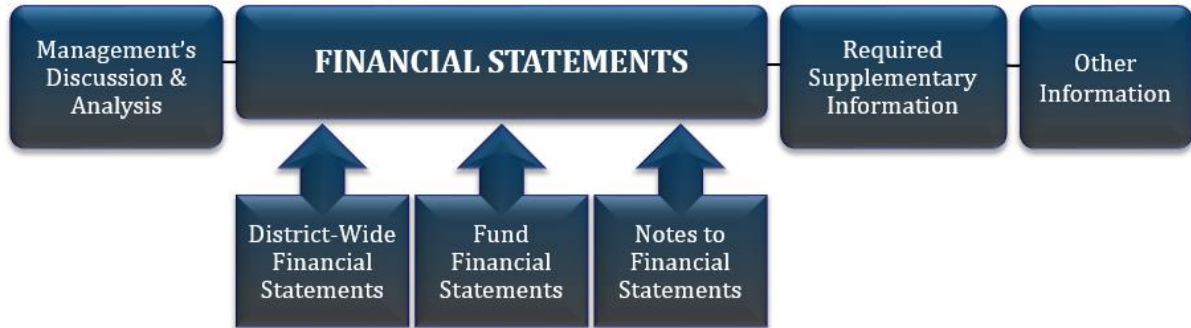 Management’s
Discussion &
Analysis
FINANCIAL STATEMENTS
Required
Supplementary
Information
Other
Information
District-Wide
Financial
Statements
Fund
Financial
Statements
Notes to
Financial
Statements